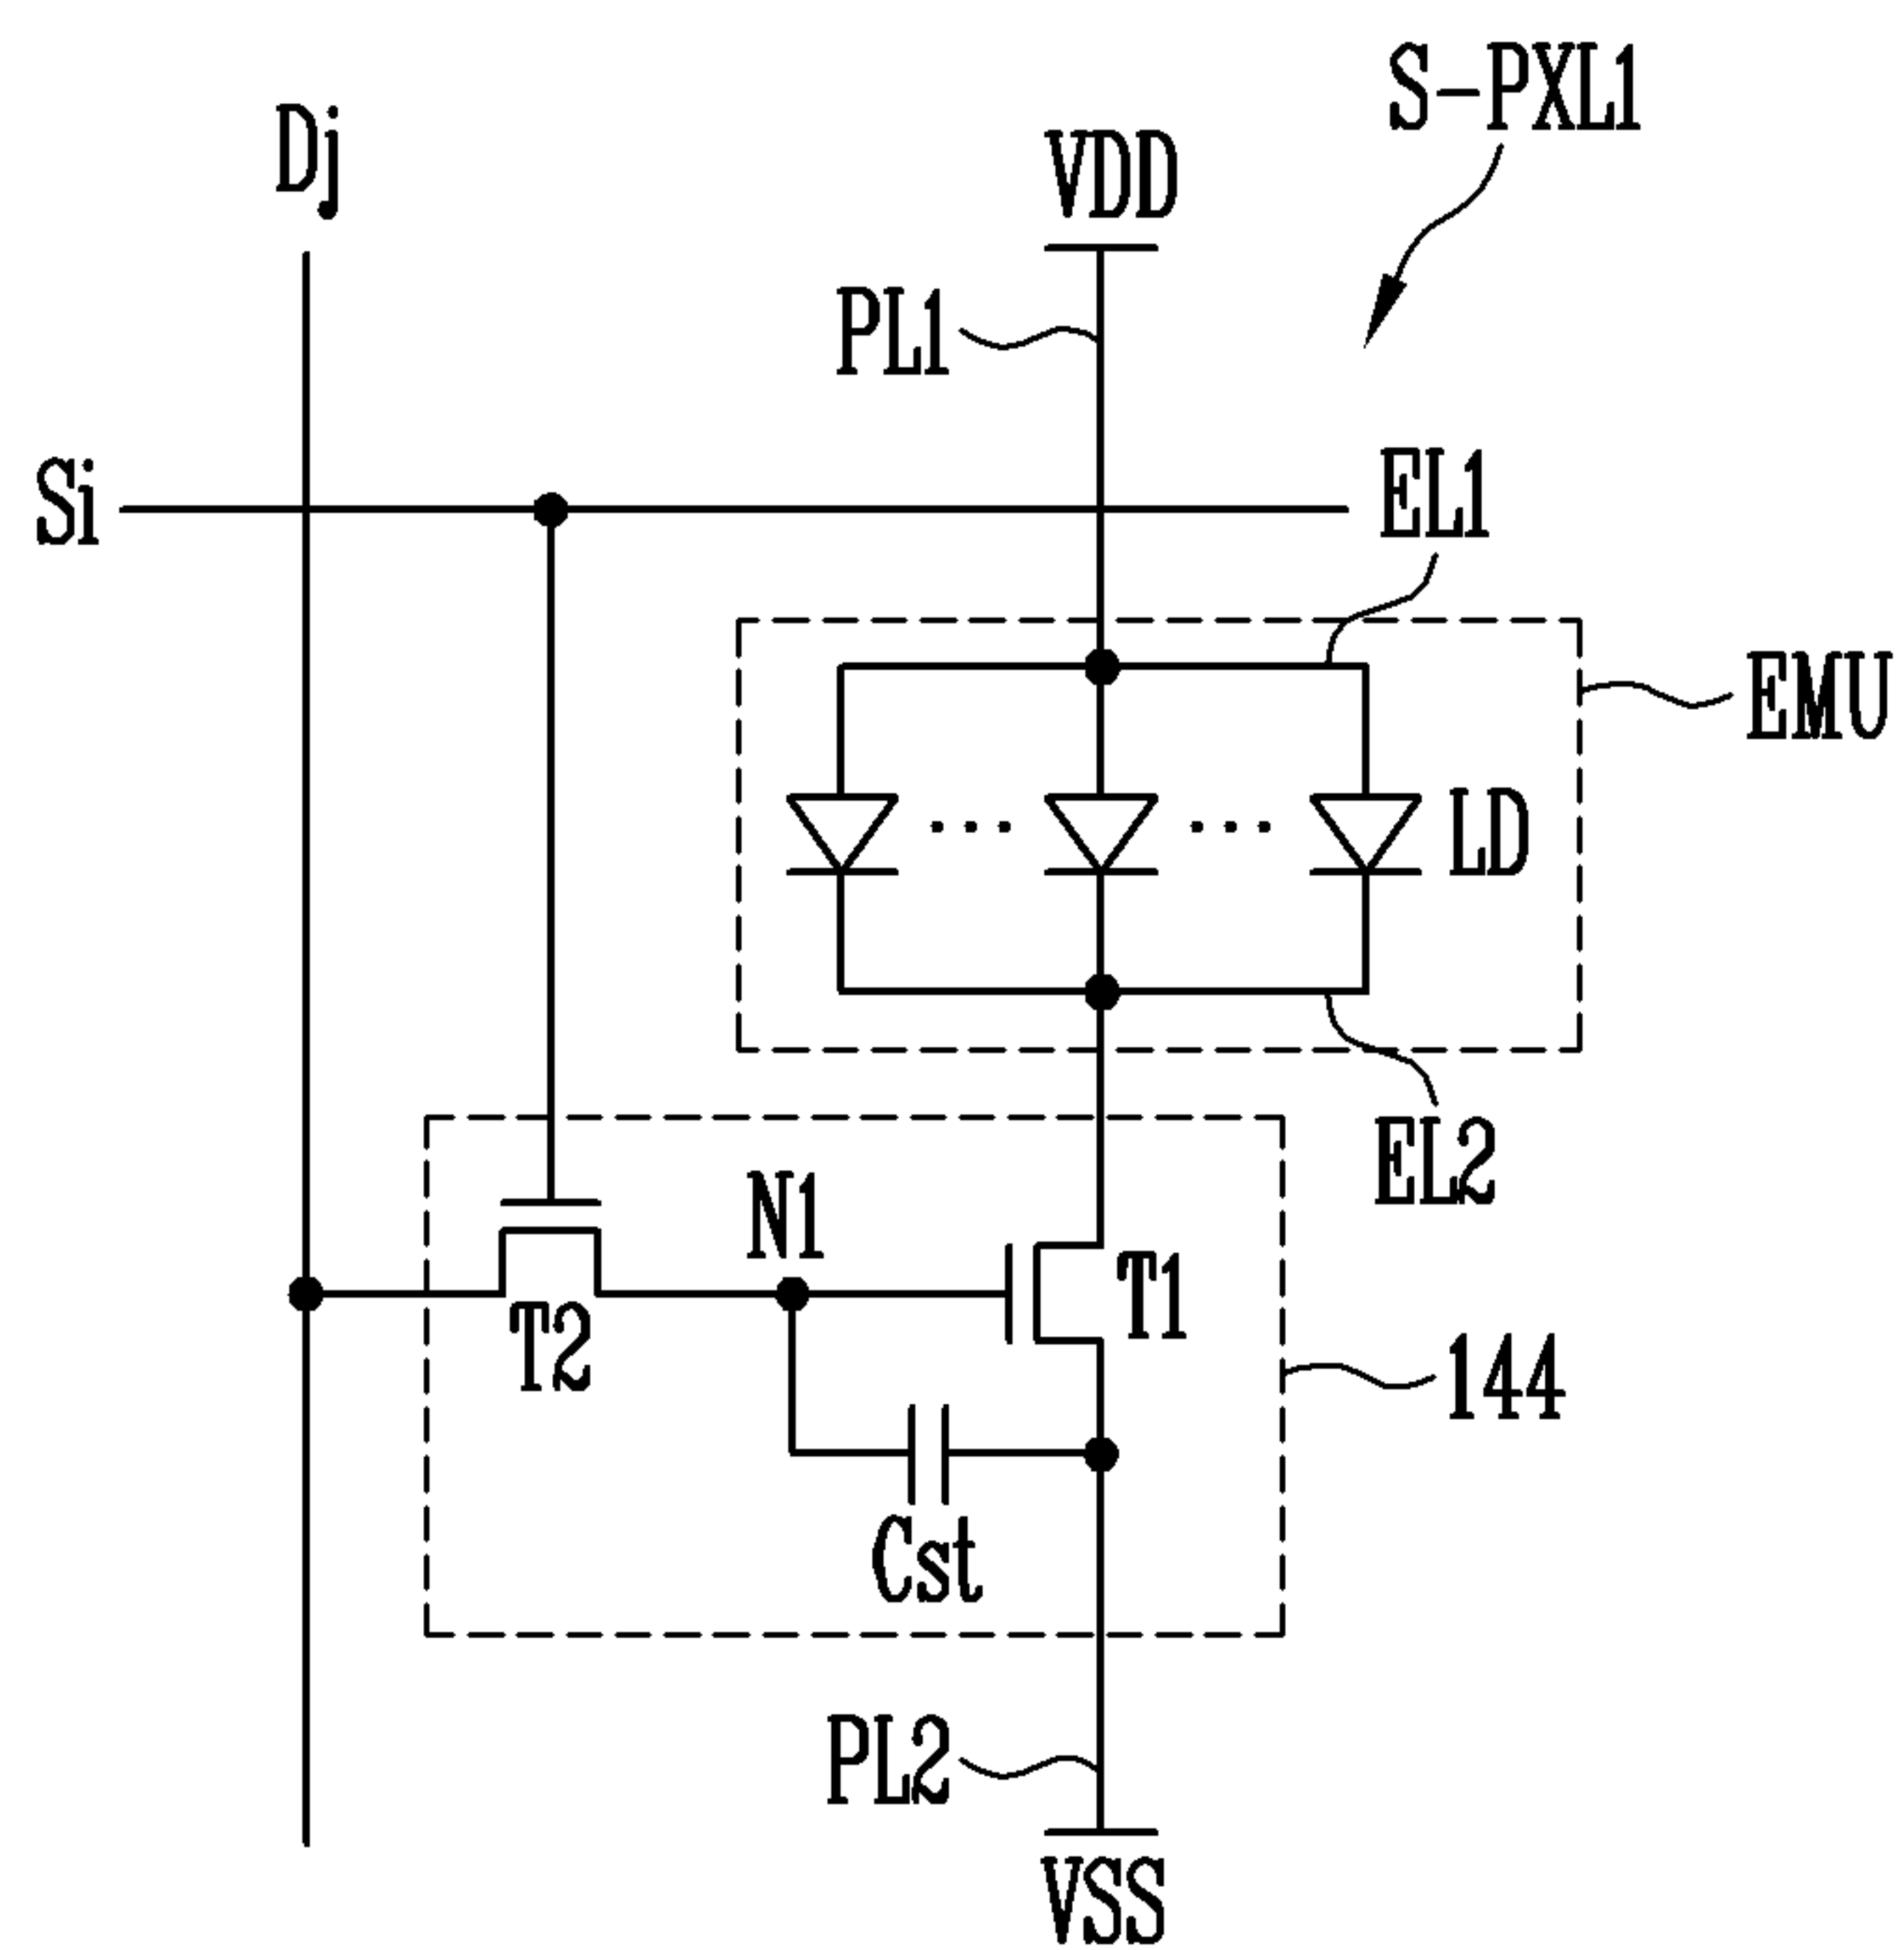 S-PXL1
Dj
VDD
PL1
Si
EL1
EMU
LD
EL2
N1
T1
T2
144
Cst
PL2
VSS